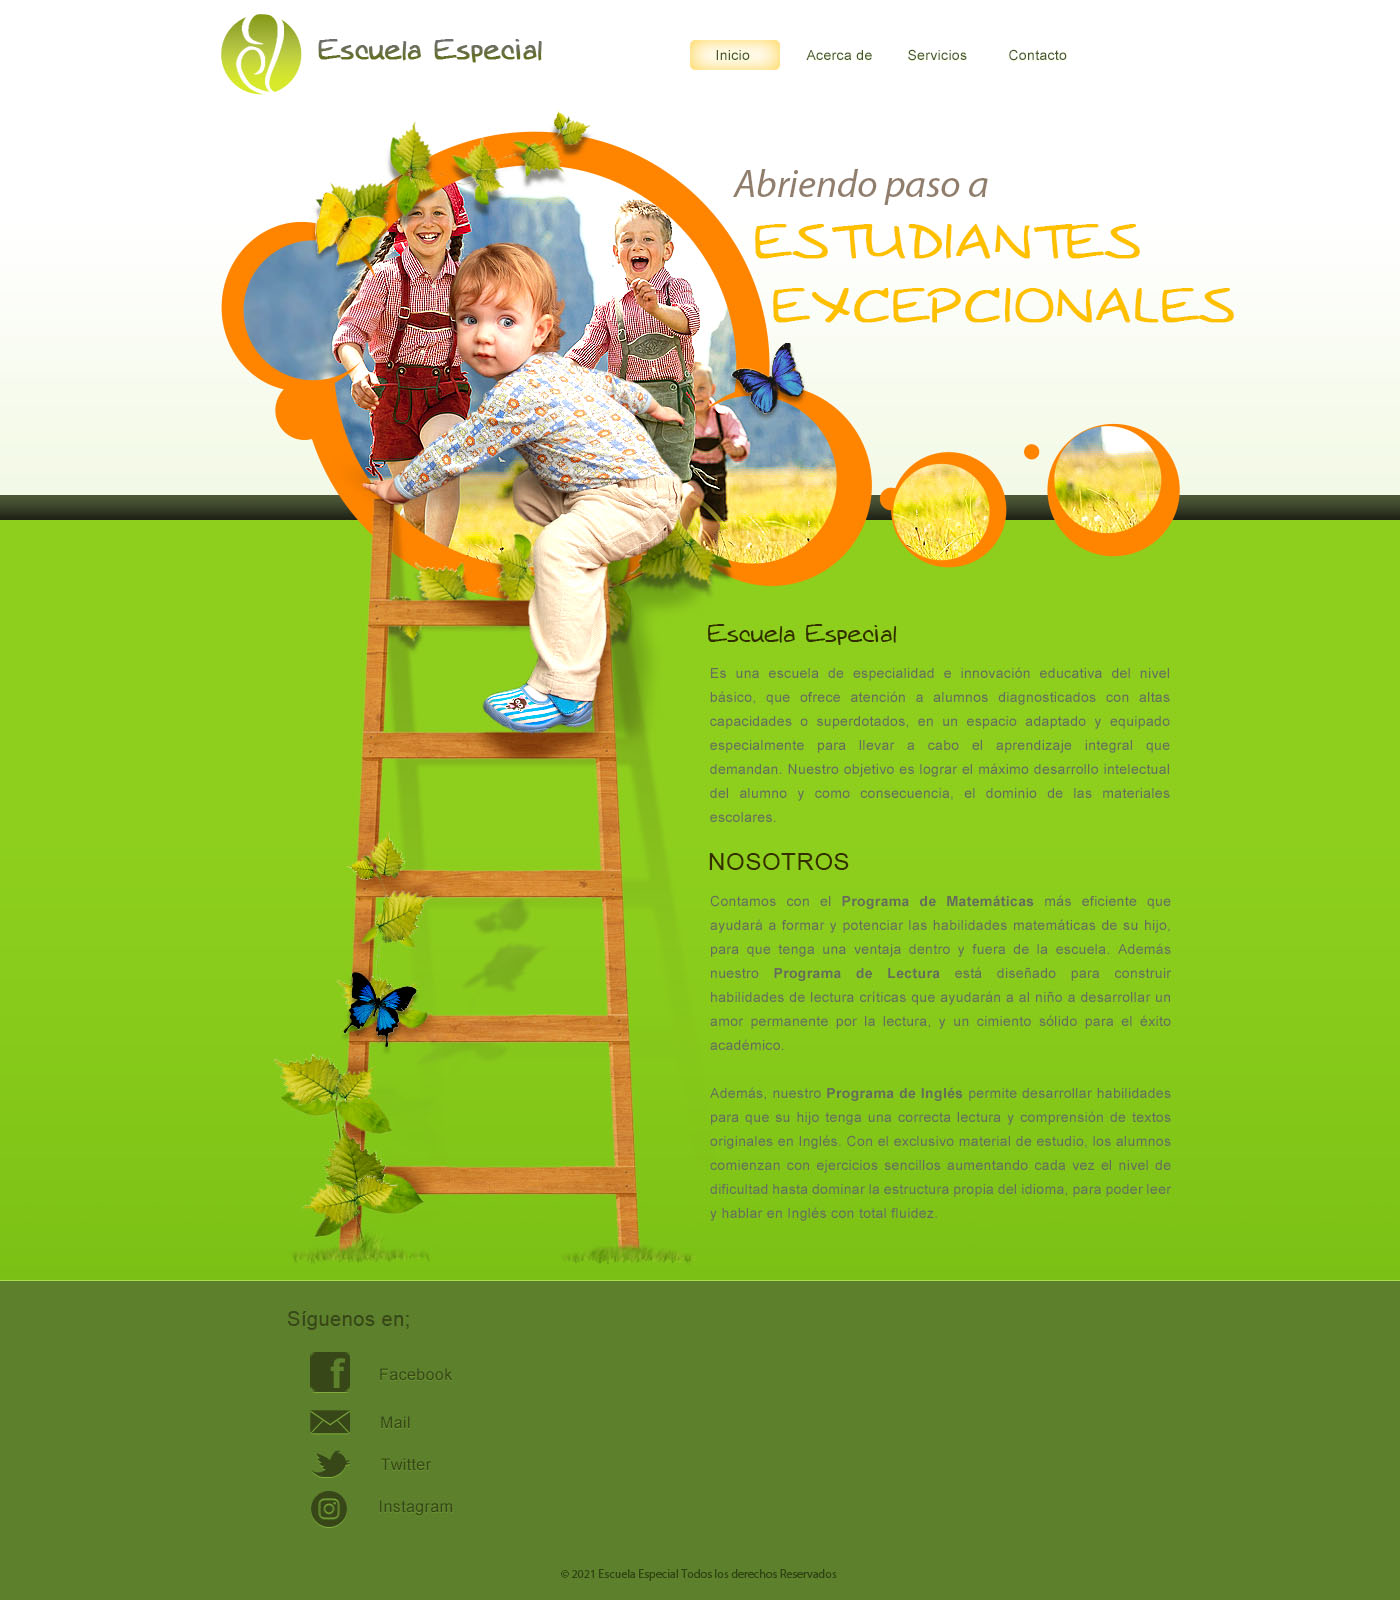 Escuela Especial
Inicio
Acerca de
Servicios
Contacto
Abriendo paso a
ESTUDIANTES
EXCEPCIONALES
Escuela Especial
Es una escuela de especialidad e innovación educativa del nivel
básico, que ofrece atención a alumnos diagnosticados con altas
capacidades o superdotados, en un espacio adaptado y equipado
especialmente para llevar a cabo el aprendizaje integral que
demandan. Nuestro objetivo es lograr el máximo desarrollo intelectual
del alumno y como consecuencia, el dominio de las materiales
escolares.
NOSOTROS
Contamos con el Programa de Matemáticas más eficiente que
ayudará a formar y potenciar las habilidades matemáticas de su hijo,
para que tenga una ventaja dentro y fuera de la escuela. Además
nuestro Programa de Lectura está diseñado para construir
habilidades de lectura críticas que ayudarán a al niño a desarrollar un
amor permanente por la lectura, y un cimiento sólido para el éxito
académico.
Además, nuestro Programa de Inglés permite desarrollar habilidades
para que su hijo tenga una correcta lectura y comprensión de textos
originales en Inglés. Con el exclusivo material de estudio, los alumnos
comienzan con ejercicios sencillos aumentando cada vez el nivel de
dificultad hasta dominar la estructura propia del idioma, para poder leer
y hablar en Inglés con total fluidez.
Síguenos en;
Facebook
Mail
Twitter
Instagram
© 2021 Escuela Especial Todos los derechos Reservados